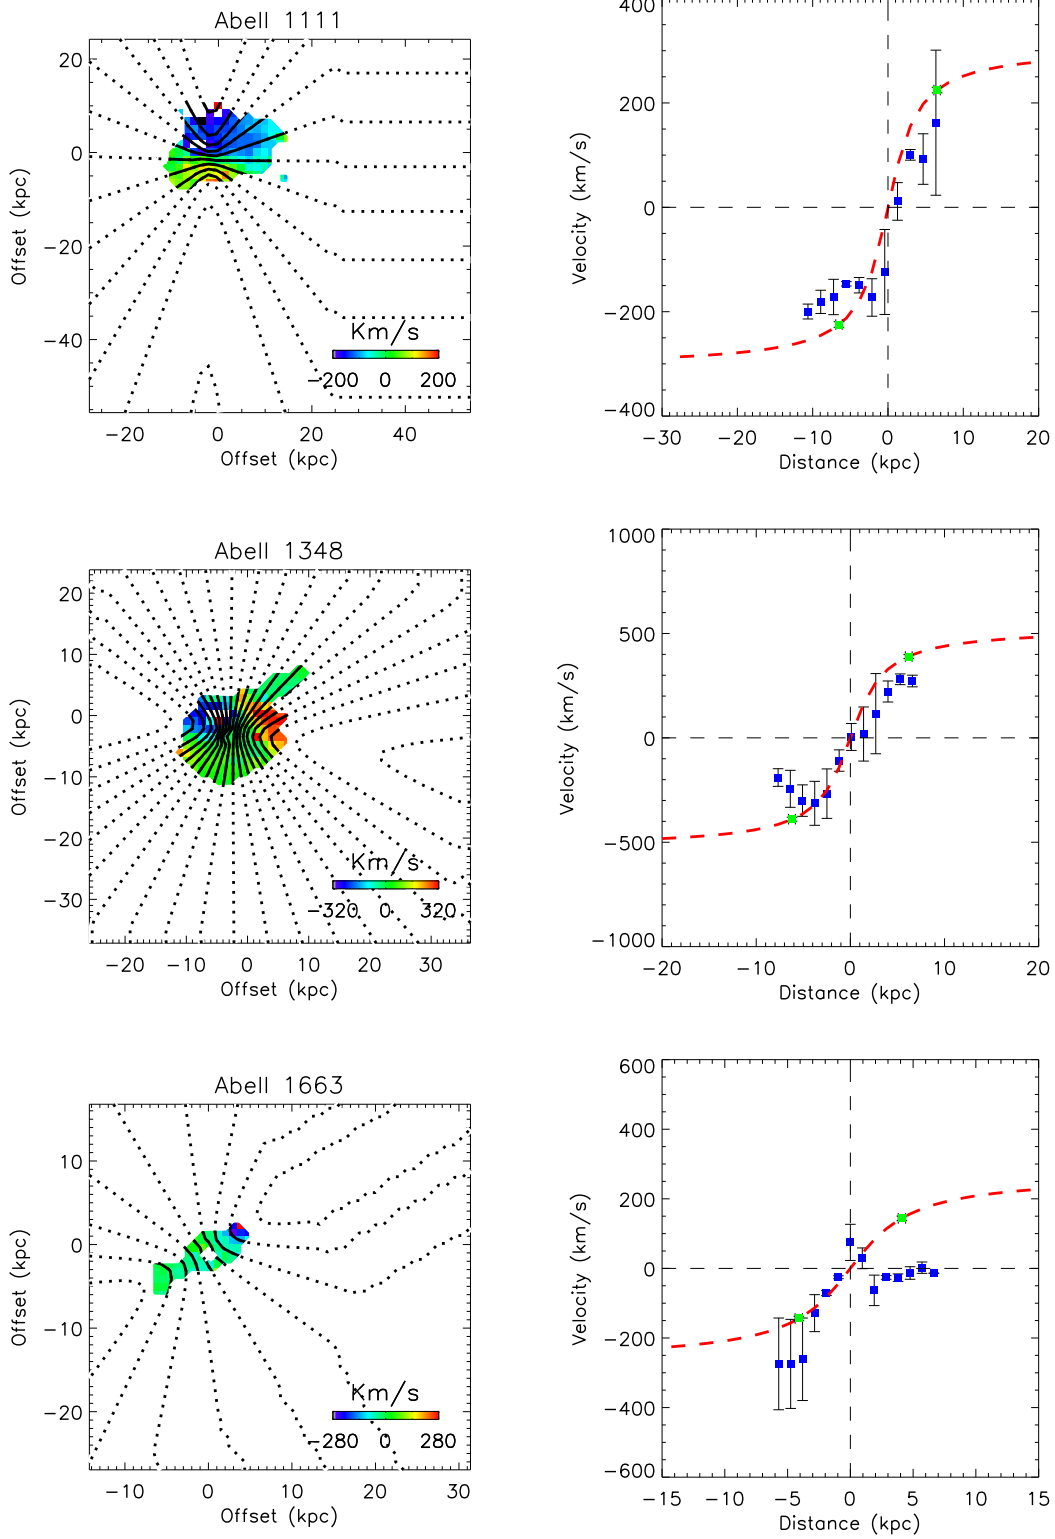 Abell 1111
20
0
−20
−40
Offset (kpc)
Km/s
−200 0 200
−20 0 20 40
Offset (kpc)
400
200
0
−200
−400
Velocity (km/s)
−30 −20 −10 0 10 20
Distance (kpc)
Abell 1348
20
10
0
−10
−20
−30
Offset (kpc)
Km/s
−320 0 320
−20 −10 0 10 20 30
Offset (kpc)
1000
500
0
−500
−1000
Velocity (km/s)
−20 −10 0 10 20
Distance (kpc)
Abell 1663
10
0
−10
−20
Offset (kpc)
Km/s
−280 0 280
−10 0 10 20 30
Offset (kpc)
600
400
200
0
−200
−400
−600
Velocity (km/s)
−15 −10 −5 0 5 10 15
Distance (kpc)